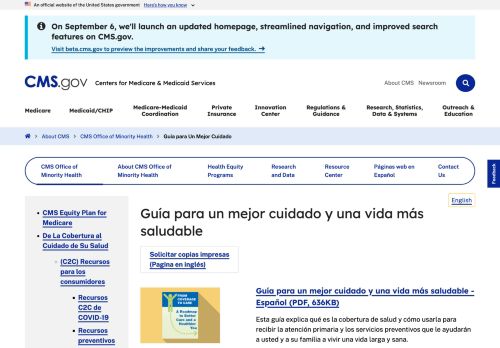 An official website of the United States government Here's how you know
On September 6, we'll launch an updated homepage, streamlined navigation, and improved search
features on CMS.gov.
Visit beta.cms.gov to preview the improvements and share your feedback.
CMS.gov Centers for Medicare & Medicaid Services
About CMS Newsroom
Medicare
Medicaid/CHIP
Medicare-Medicaid
Coordination
Private
Insurance
Innovation
Center
Regulations &
Guidance
Research, Statistics,
Data & Systems
Outreach &
Education
About CMS CMS Office of Minority Health Guia para Un Mejor Cuidado
CMS Office of
Minority Health
About CMS Office of
Minority Health
Health Equity
Programs
Research
and Data
Resource
Center
Páginas web en
Español
Contact
Us
Feedback
English
CMS Equity Plan for
Medicare
De La Cobertura al
Cuidado de Su Salud
(C2C) Recursos
para los
consumidores
Recursos
C2C de
COVID-19
Recursos
preventivos
Guía para un mejor cuidado y una vida más
saludable
Solicitar copias impresas
(Pagina en inglés)
FROM
COVERAGE
TO CARE
A Roadmap to
Better
Care and a
Healthier
You
Guia para un mejor cuidado y una vida más saludable -
Español (PDF, 636KB)
Esta guía explica qué es la cobertura de salud y cómo usarla para
recibir la atención primaria y los servicios preventivos que le ayudarán
a usted y a su familia a vivir una vida larga y sana.